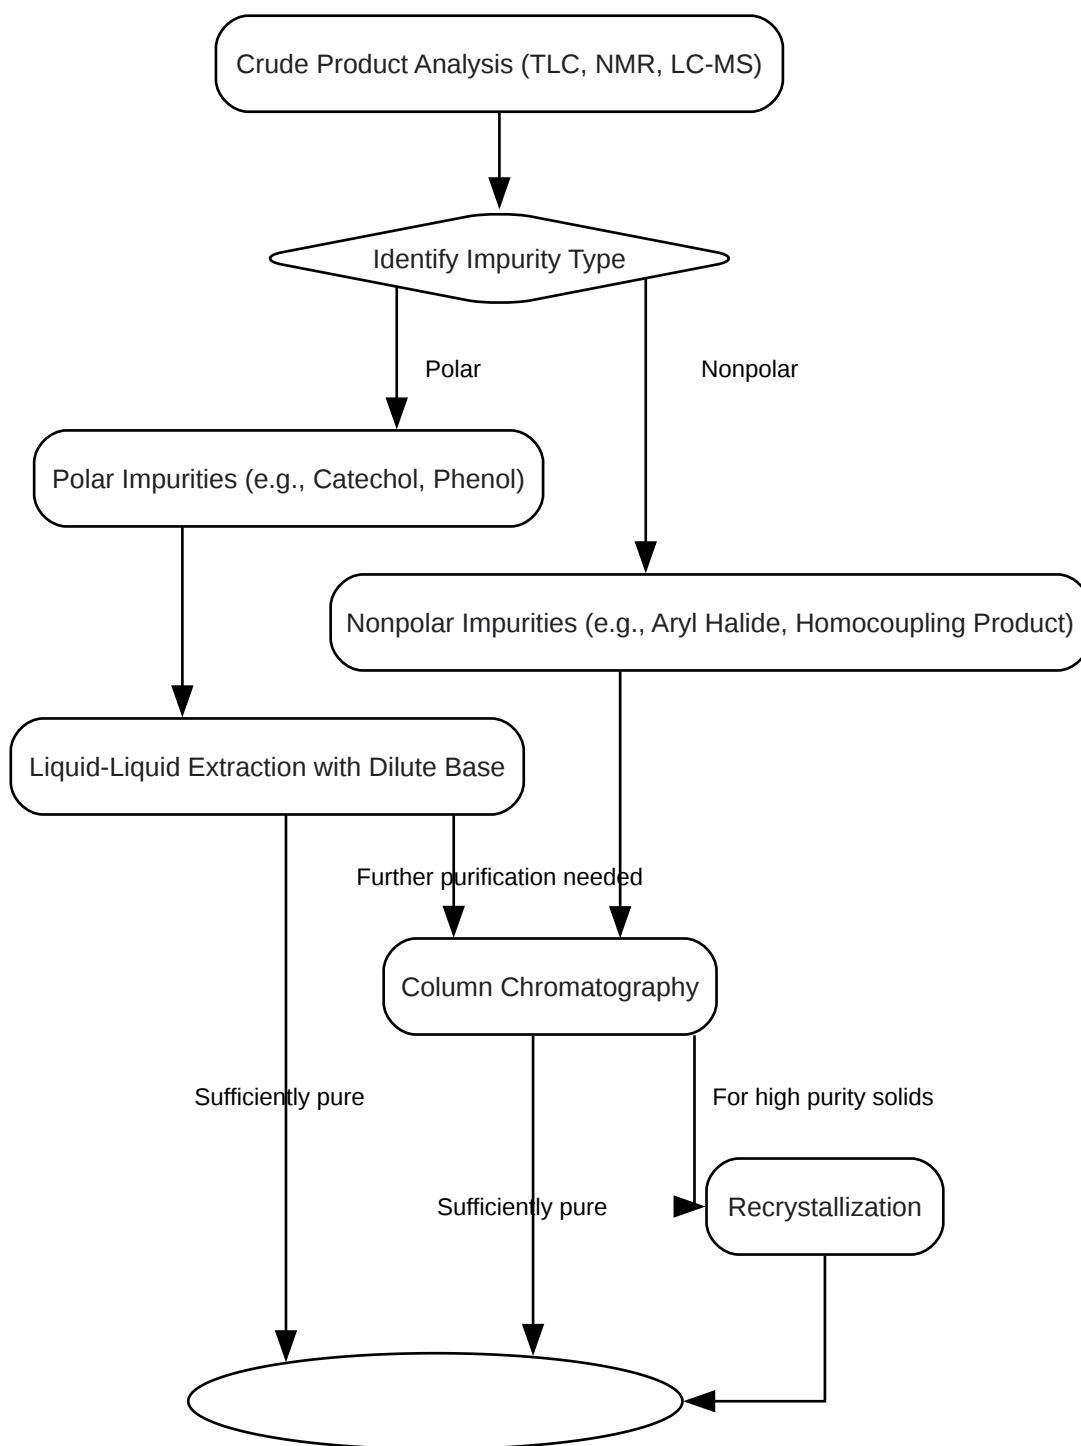 Crude Product Analysis (TLC, NMR, LC-MS)
Identify Impurity Type
Polar
Nonpolar
Polar Impurities (e.g., Catechol, Phenol)
Nonpolar Impurities (e.g., Aryl Halide, Homocoupling Product)
Liquid-Liquid Extraction with Dilute Base
Further purification needed
Column Chromatography
Sufficiently pure
For high purity solids
Sufficiently pure
Recrystallization